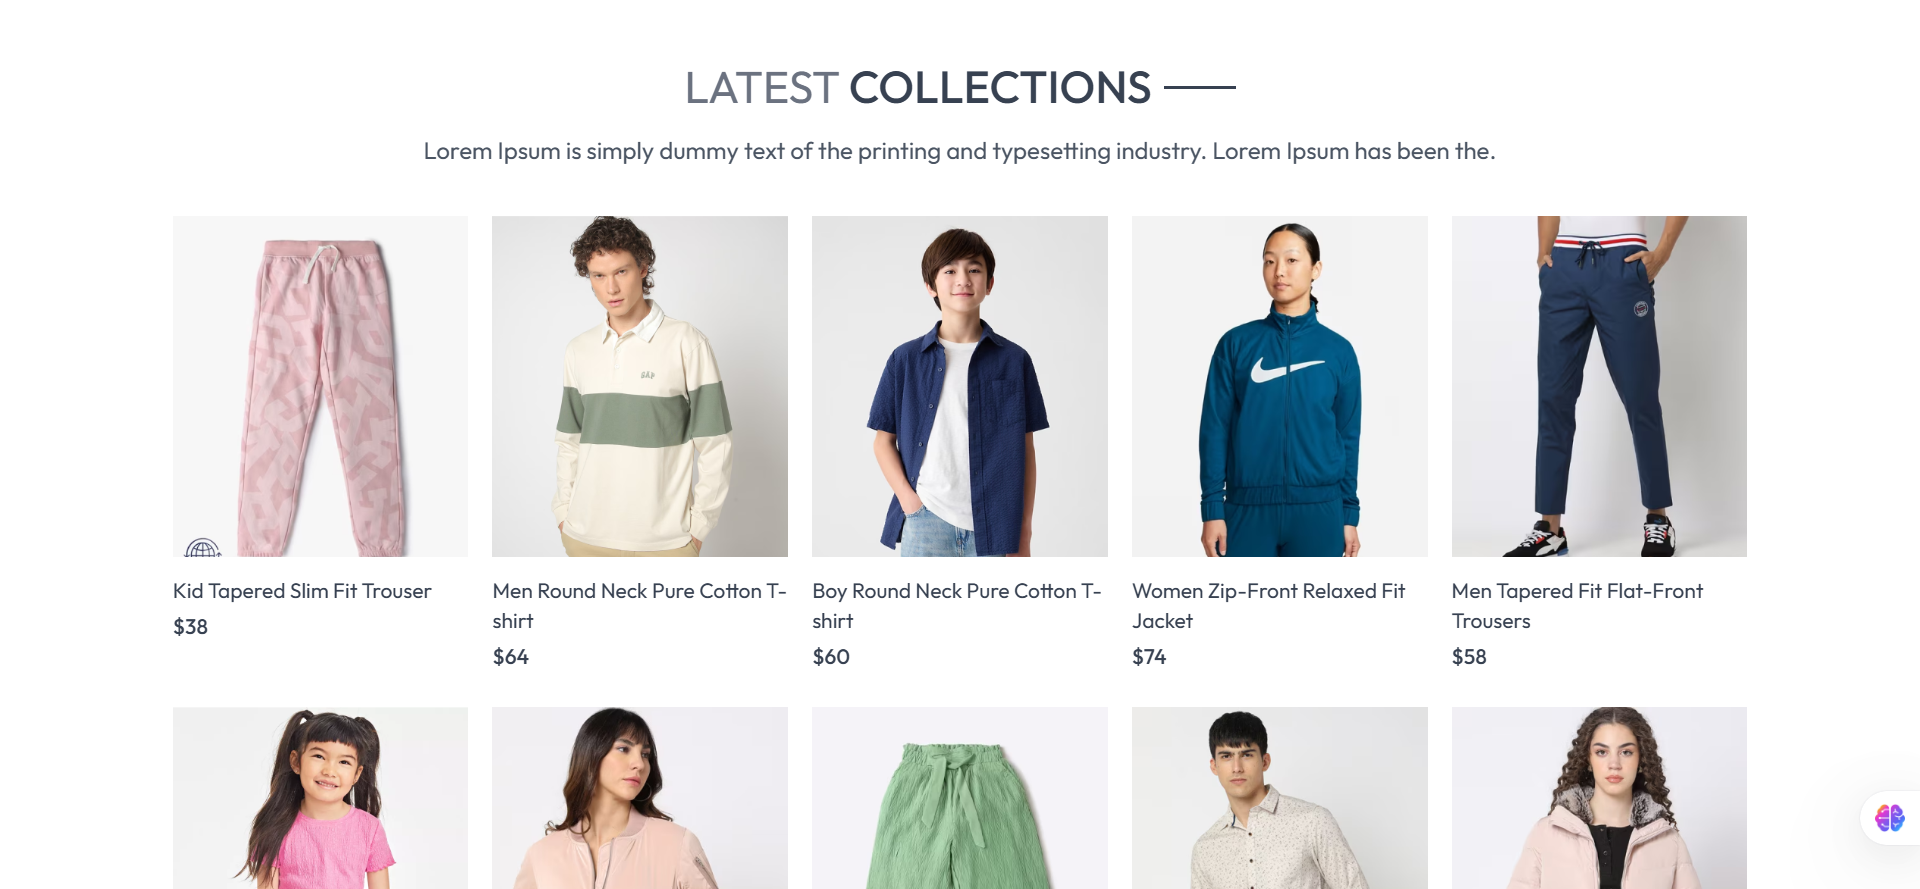 LATEST COLLECTIONS
Lorem Ipsum is simply dummy text of the printing and typesetting industry. Lorem Ipsum has been the.
GAP
Kid Tapered Slim Fit Trouser
$38
Men Round Neck Pure Cotton T-
shirt
$64
Boy Round Neck Pure Cotton T-
shirt
$60
Women Zip-Front Relaxed Fit
Jacket
$74
Men Tapered Fit Flat-Front
Trousers
$58